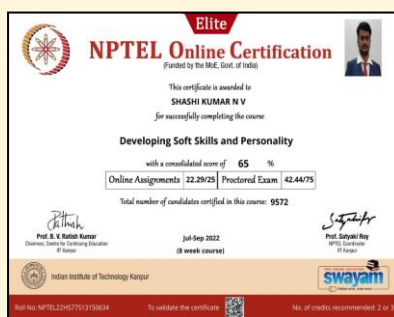 Elite
NPTEL Online Certification
(Funded by the MoE, Govt. of India)
This certificate is awarded to
SHASHI KUMAR N V
for successfully completing the course
Developing Soft Skills and Personality
with a consolidated score of 65 %
Online Assignments 22.29/25 Proctored Exam 42.44/75
Total number of candidates certified in this course: 9572
Prof. B. V. Ratish Kumar
Chairman, Centre for Continuing Education
IIT Kanpur
Jul-Sep 2022
(8 week course)
Prof. Satyaki Roy
NPTEL Coordinator
IIT Kanpur
Indian Institute of Technology Kanpur
swayam
Roll No: NPTEL22HS77S13150634 To validate the certificate No. of credits recommended: 2 or 3